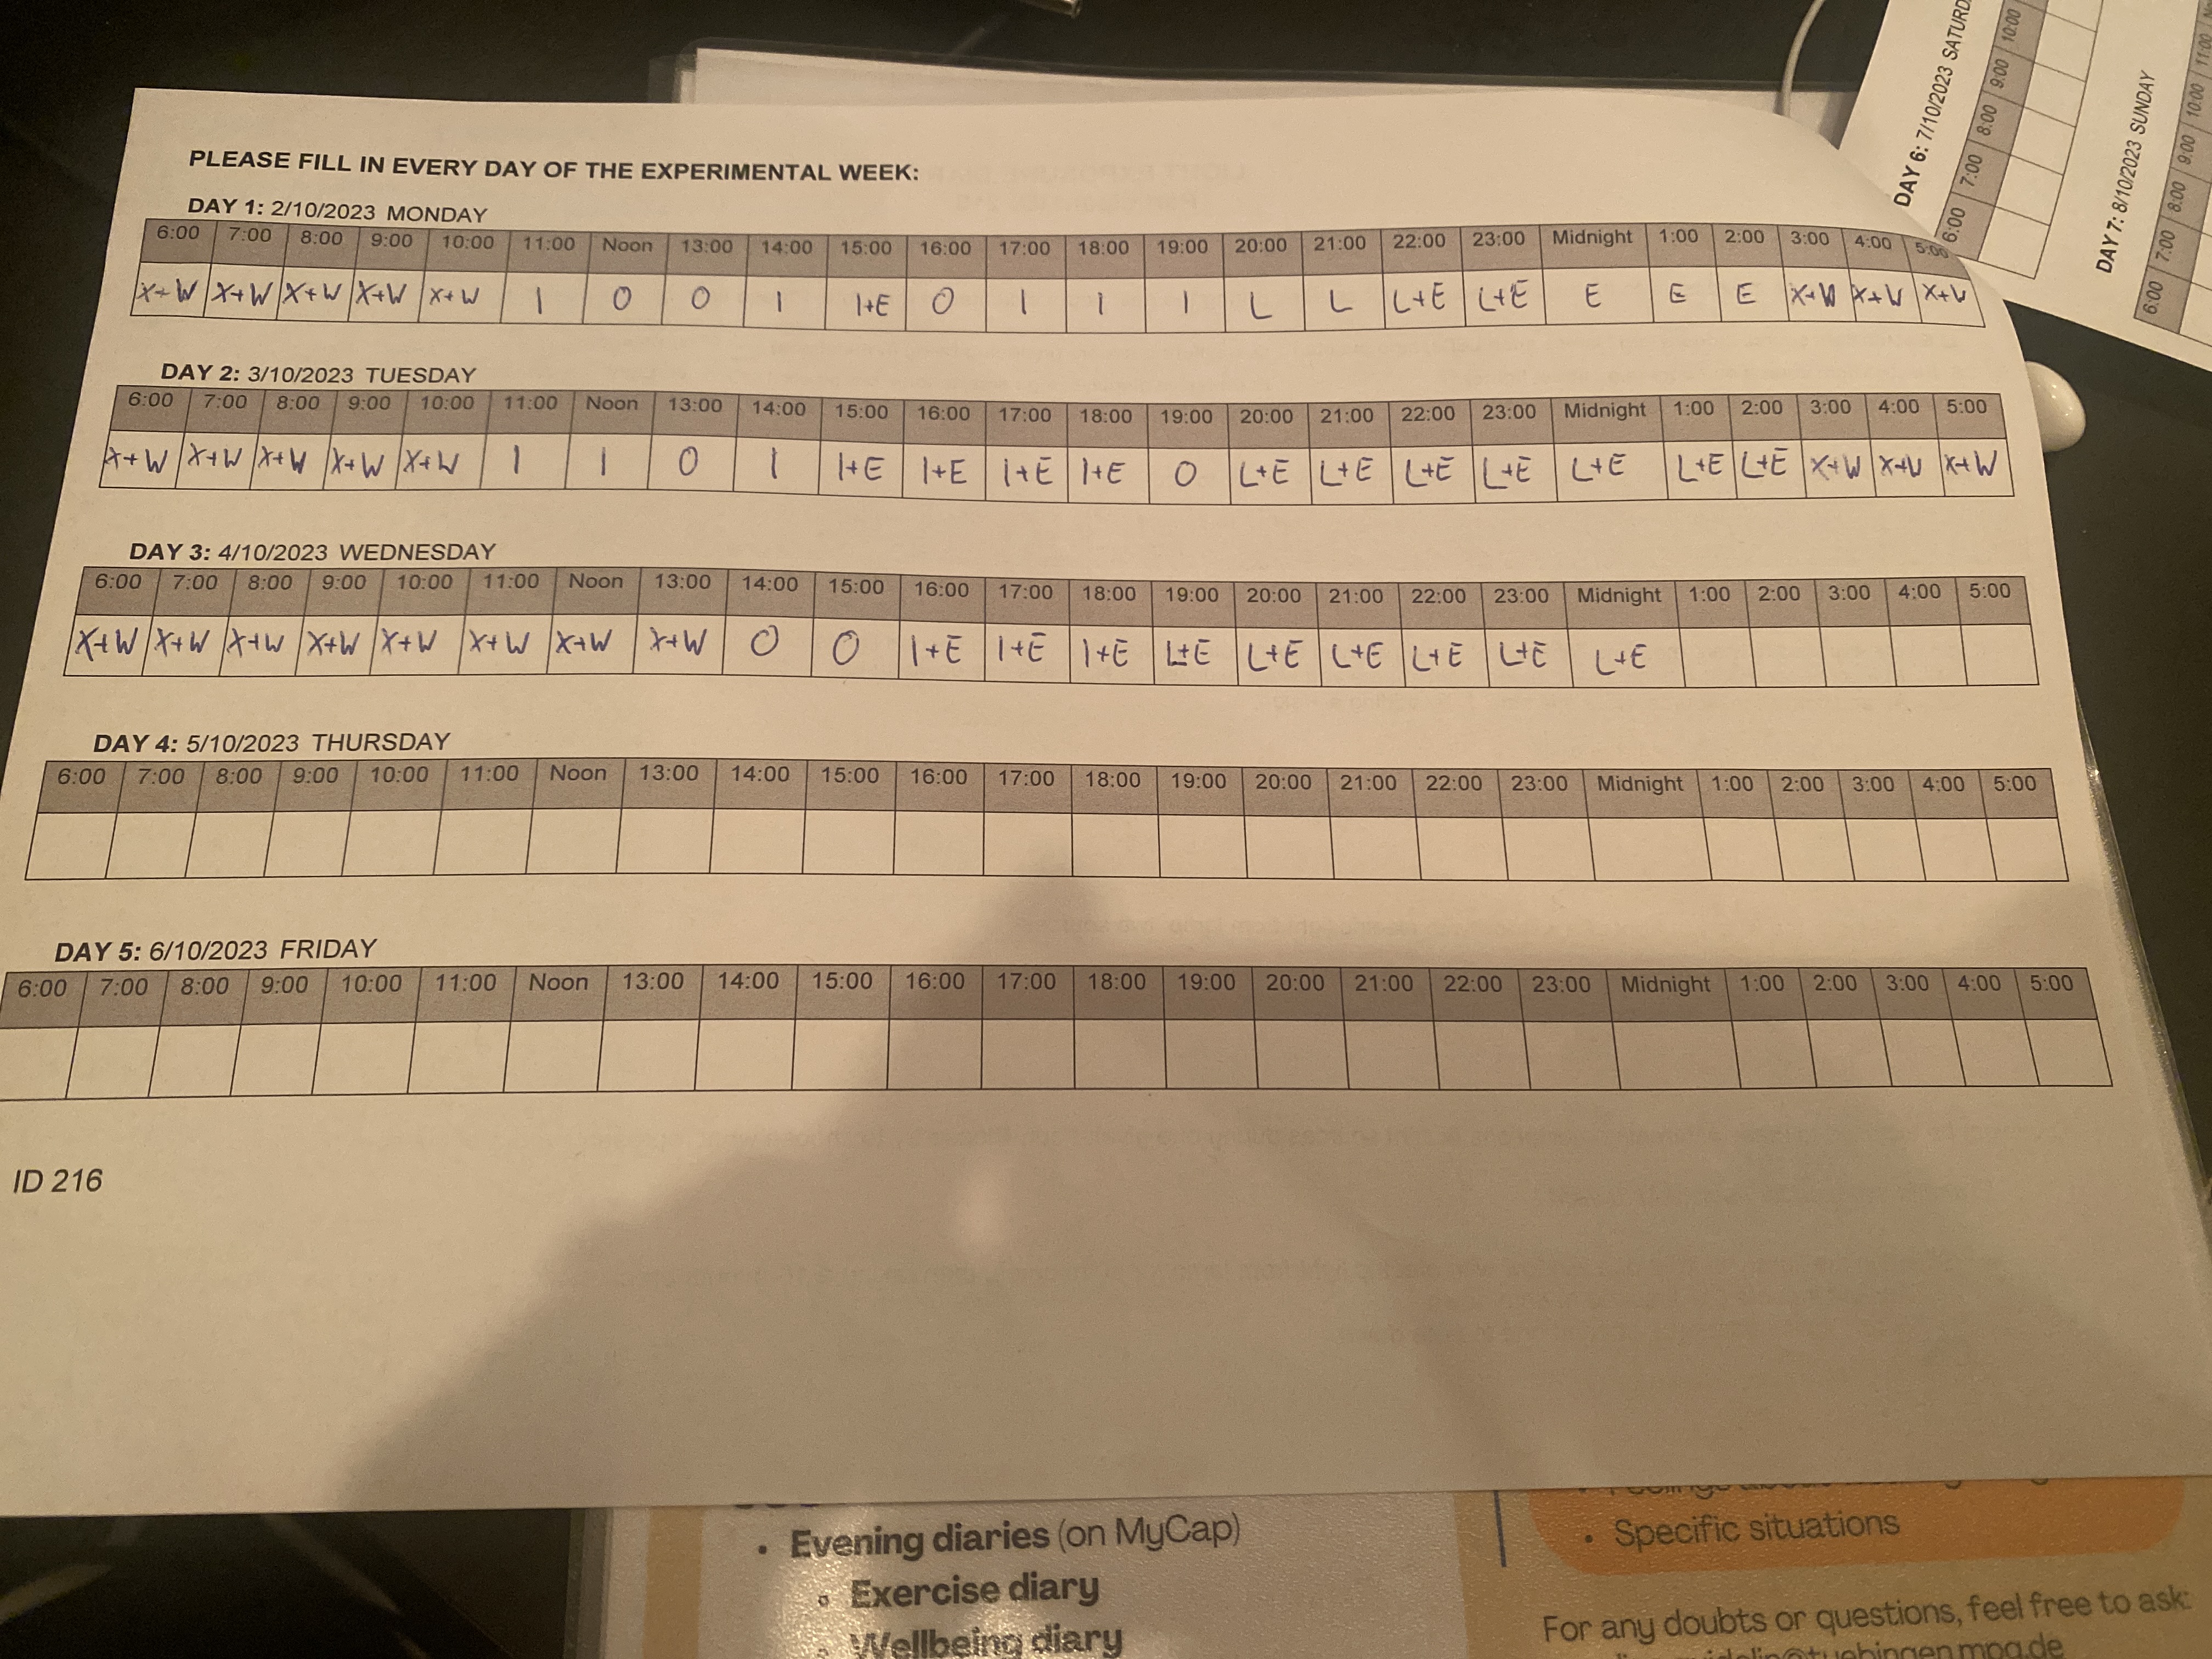 PLEASE FILL IN EVERY DAY OF THE EXPERIMENTAL WEEK:
DAY 1: 2/10/2023 MONDAY
6:00 7:00 8:00 9:00 10:00 11:00 Noon 13:00 14:00 15:00 16:00 17:00 18:00 19:00 20:00 21:00 22:00 23:00 Midnight 1:00 2:00 3:00 4:00 5:00
X+W X+W X+W X+W X+W I O O I I+E O I I I L L L+E L+E E E E X+W X+W X+W
DAY 2: 3/10/2023 TUESDAY
6:00 7:00 8:00 9:00 10:00 11:00 Noon 13:00 14:00 15:00 16:00 17:00 18:00 19:00 20:00 21:00 22:00 23:00 Midnight 1:00 2:00 3:00 4:00 5:00
X+W X+W X+W X+W X+W I I O I I+E I+E I+E I+E O L+E L+E L+E L+E L+E L+E L+E X+W X+W X+W
DAY 3: 4/10/2023 WEDNESDAY
6:00 7:00 8:00 9:00 10:00 11:00 Noon 13:00 14:00 15:00 16:00 17:00 18:00 19:00 20:00 21:00 22:00 23:00 Midnight 1:00 2:00 3:00 4:00 5:00
X+W X+W X+W X+W X+W X+W X+W X+W O O I+E I+E I+E L+E L+E L+E L+E L+E L+E
DAY 4: 5/10/2023 THURSDAY
6:00 7:00 8:00 9:00 10:00 11:00 Noon 13:00 14:00 15:00 16:00 17:00 18:00 19:00 20:00 21:00 22:00 23:00 Midnight 1:00 2:00 3:00 4:00 5:00
DAY 5: 6/10/2023 FRIDAY
6:00 7:00 8:00 9:00 10:00 11:00 Noon 13:00 14:00 15:00 16:00 17:00 18:00 19:00 20:00 21:00 22:00 23:00 Midnight 1:00 2:00 3:00 4:00 5:00
ID 216
DAY 6: 7/10/2023
6:00 7:00 8:00 9:00 10:00
DAY 7: 8/10/2023 SUNDAY
6:00 7:00 8:00 9:00 10:00 11:00
• Evening diaries (on MyCap)
◦ Exercise diary
◦ Wellbeing diary
• Specific situations
For any doubts or questions, feel free to ask: